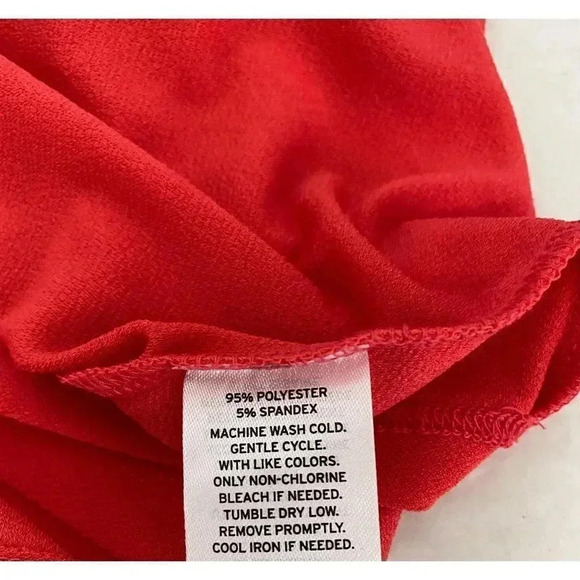 95% POLYESTER
5% SPANDEX
MACHINE WASH COLD.
GENTLE CYCLE.
WITH LIKE COLORS.
ONLY NON-CHLORINE
BLEACH IF NEEDED.
TUMBLE DRY LOW.
REMOVE PROMPTLY.
COOL IRON IF NEEDED.